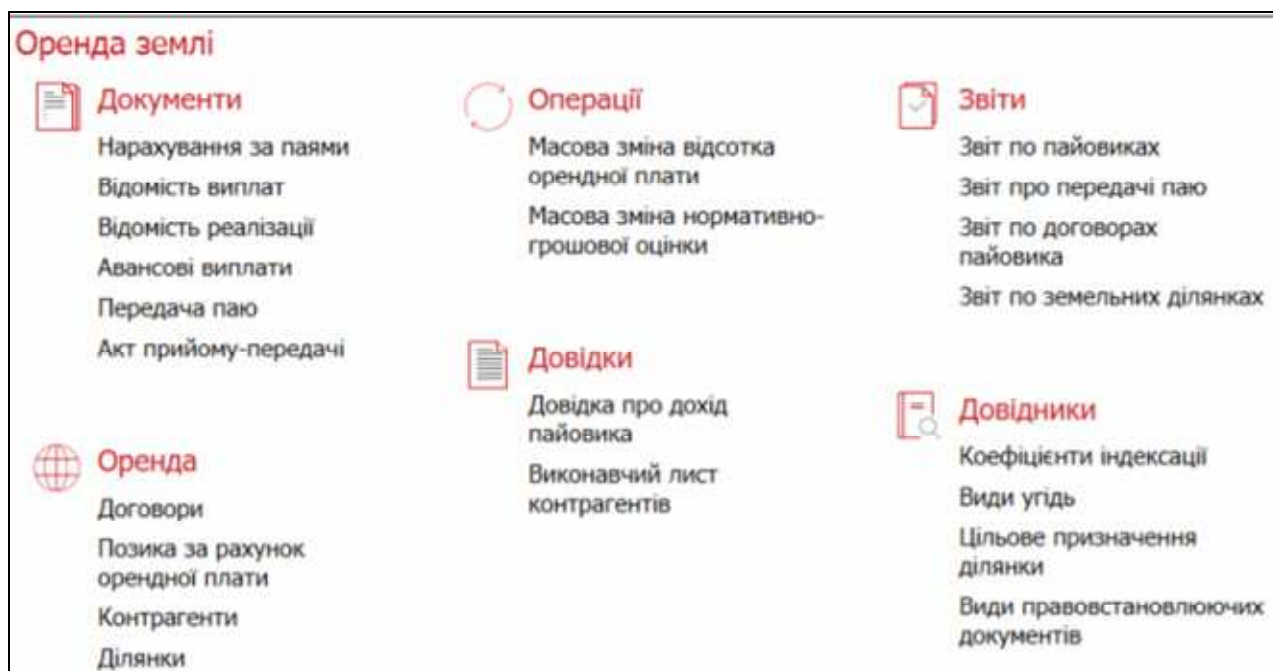 Оренда землі
Документи
Нарахування за паями
Відомість виплат
Відомість реалізації
Авансові виплати
Передача паю
Акт прийому-передачі
Оренда
Договори
Позика за рахунок
орендної плати
Контрагенти
Ділянки
Операції
Масова зміна відсотка
орендної плати
Масова зміна нормативно-
грошової оцінки
Довідки
Довідка про дохід
пайовика
Виконавчий лист
контрагентів
Звіти
Звіт по пайовиках
Звіт про передачі паю
Звіт по договорах
пайовика
Звіт по земельних ділянках
Довідники
Коефіцієнти індексації
Види угідь
Цільове призначення
ділянки
Види правовстановлюючих
документів